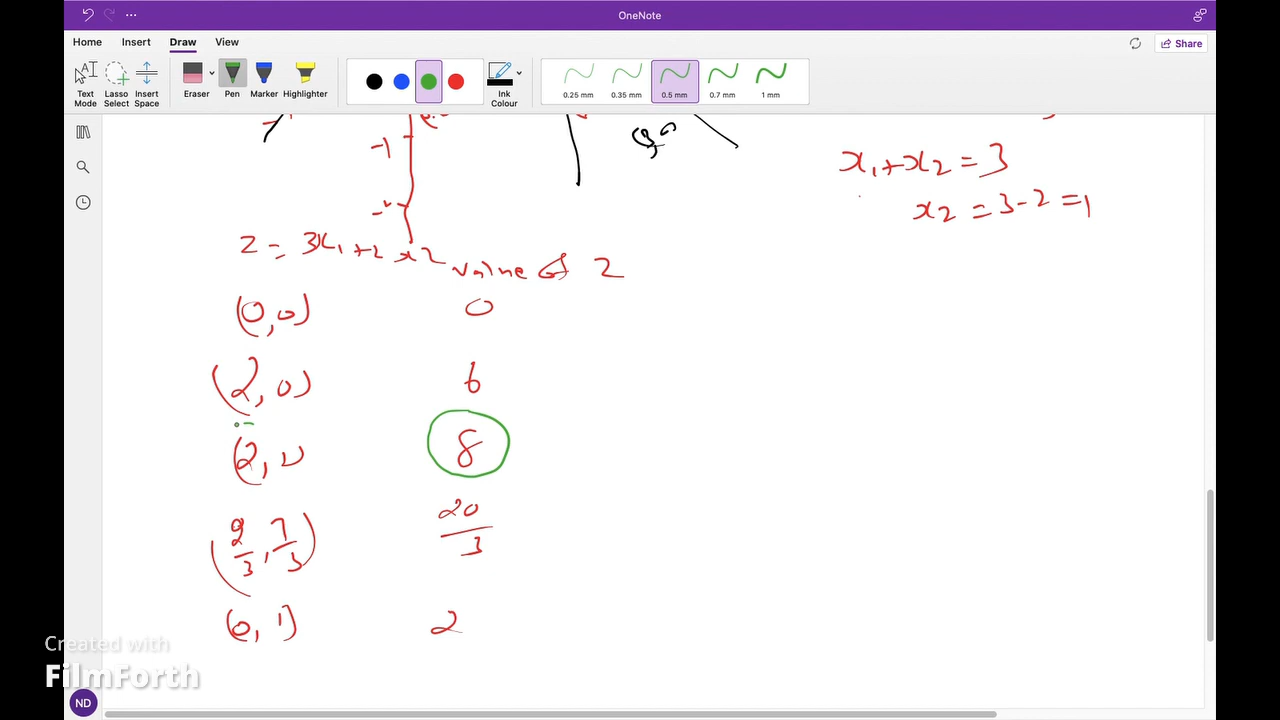 OneNote
Home Insert Draw View Share
Text Mode Lasso Select Insert Space Eraser Pen Marker Highlighter Ink Colour 0.25 mm 0.35 mm 0.5 mm 0.7 mm 1 mm
-1
x1+x2=3
x2=3-2=1
z=3x1+2x2 value of z
(0,0) 0
(2,0) 6
(2,1) 8
(2/3,7/3) 20/3
(0,1) 2
Created with
FilmForth
ND